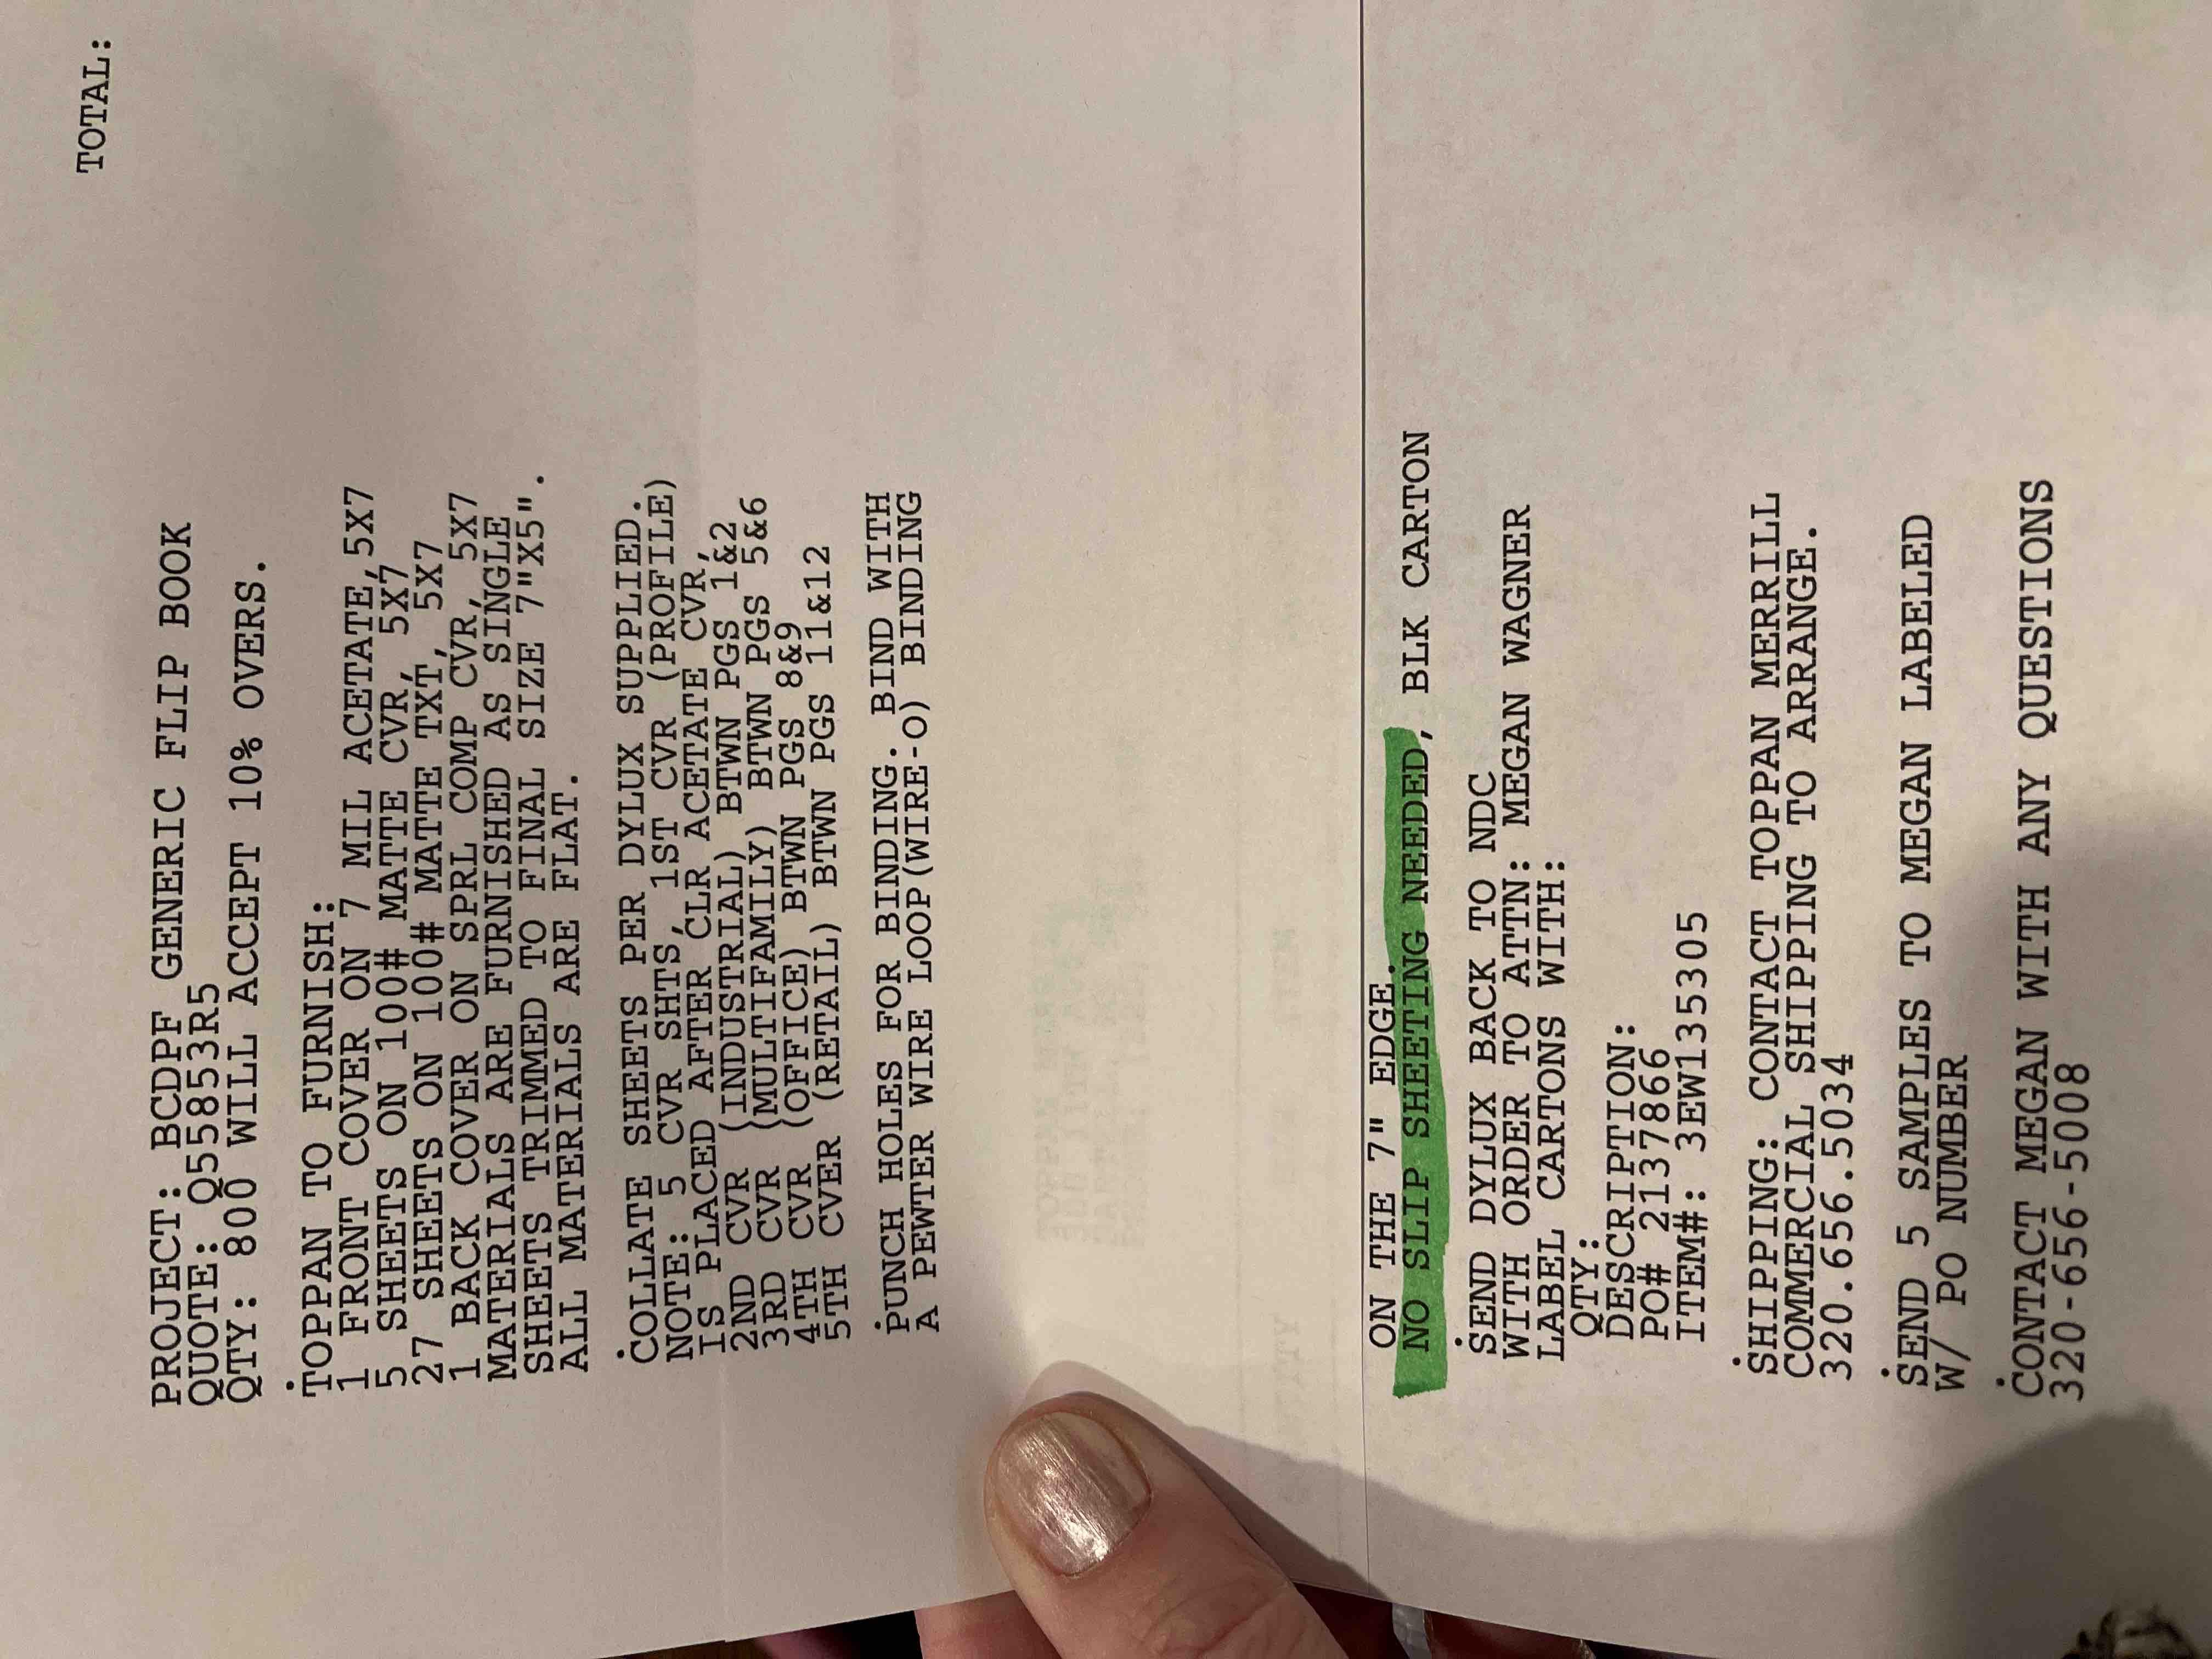 TOTAL:
PROJECT: BCDPF GENERIC FLIP BOOK
QUOTE: Q55853R5
QTY: 800 WILL ACCEPT 10% OVERS.
.
TOPPAN TO FURNISH:
1 FRONT COVER ON 7 MIL ACETATE,5X7
5 SHEETS ON 100# MATTE CVR, 5X7
27 SHEETS ON 100# MATTE TXT, 5X7
1 BACK COVER ON SPRL COMP CVR, 5X7
MATERIALS ARE FURNISHED AS SINGLE
SHEETS TRIMMED TO FINAL SIZE 7"X5".
ALL MATERIALS ARE FLAT.
.
COLLATE SHEETS PER DYLUX SUPPLIED.
NOTE: 5 CVR SHTS, 1ST CVR (PROFILE)
IS PLACED AFTER CLR ACETATE CVR,
2ND CVR (INDUSTRIAL) BTWN PGS 1&2
3RD CVR (MULTIFAMILY) BTWN PGS 5&6
4TH CVR (OFFICE) BTWN PGS 8&9
5TH CVER (RETAIL) BTWN PGS 11&12
.
PUNCH HOLES FOR BINDING. BIND WITH
A PEWTER WIRE LOOP(WIRE-O) BINDING
ON THE 7" EDGE.
NO SLIP SHEETING NEEDED, BLK CARTON
.
SEND DYLUX BACK TO NDC
WITH ORDER TO ATTN: MEGAN WAGNER
LABEL CARTONS WITH:
QTY:
DESCRIPTION:
PO# 2137866
ITEM#: 3EW135305
.
SHIPPING: CONTACT TOPPAN MERRILL
COMMERCIAL SHIPPING TO ARRANGE.
320.656.5034
.
SEND 5 SAMPLES TO MEGAN LABELED
W/ PO NUMBER
.
CONTACT MEGAN WITH ANY QUESTIONS
320-656-5008